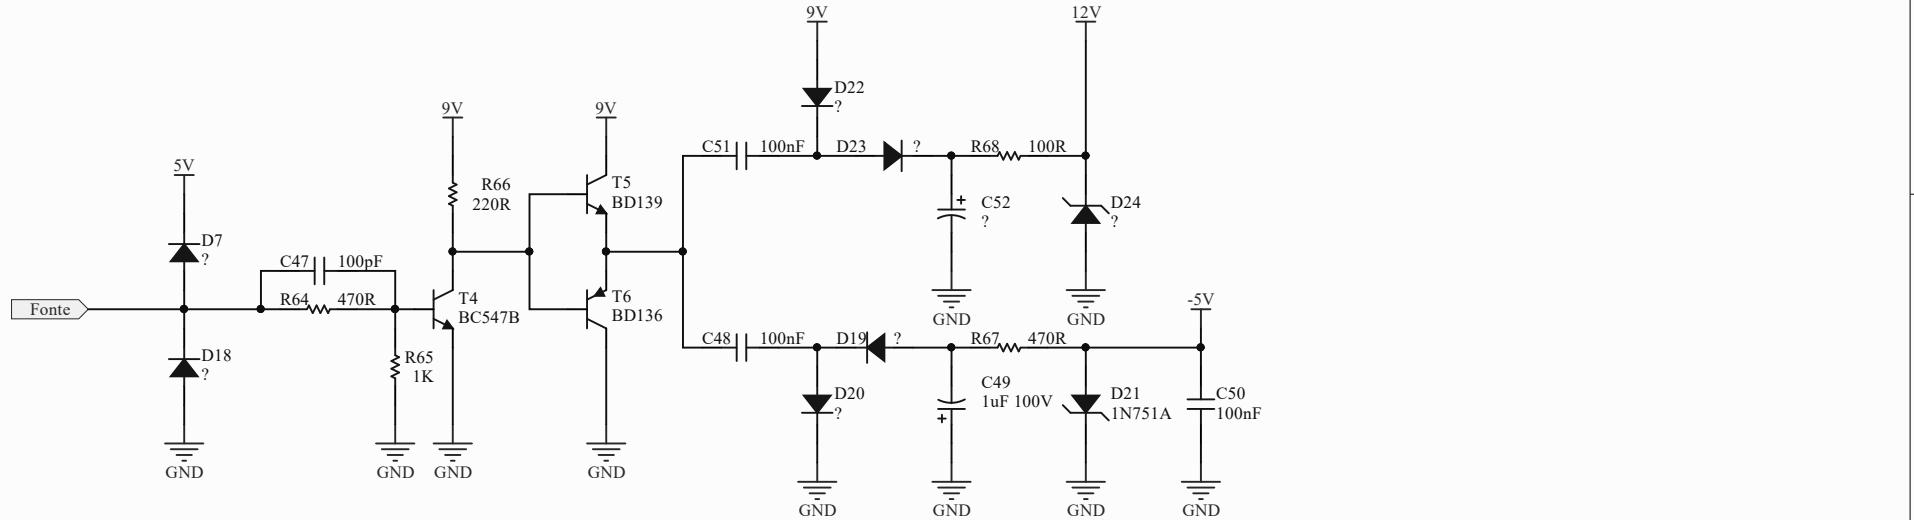 9V
12V
D22
?
9V
9V
C51
100nF
D23
?
R68
100R
5V
R66
220R
T5
BD139
C52
?
D24
?
D7
?
C47
100pF
Fonte
R64
470R
T4
BC547B
T6
BD136
GND
GND
-5V
C48
100nF
D19
?
R67
470R
D18
?
R65
1K
D20
?
C49
1uF 100V
D21
1N751A
C50
100nF
GND
GND
GND
GND
GND
GND
GND
GND